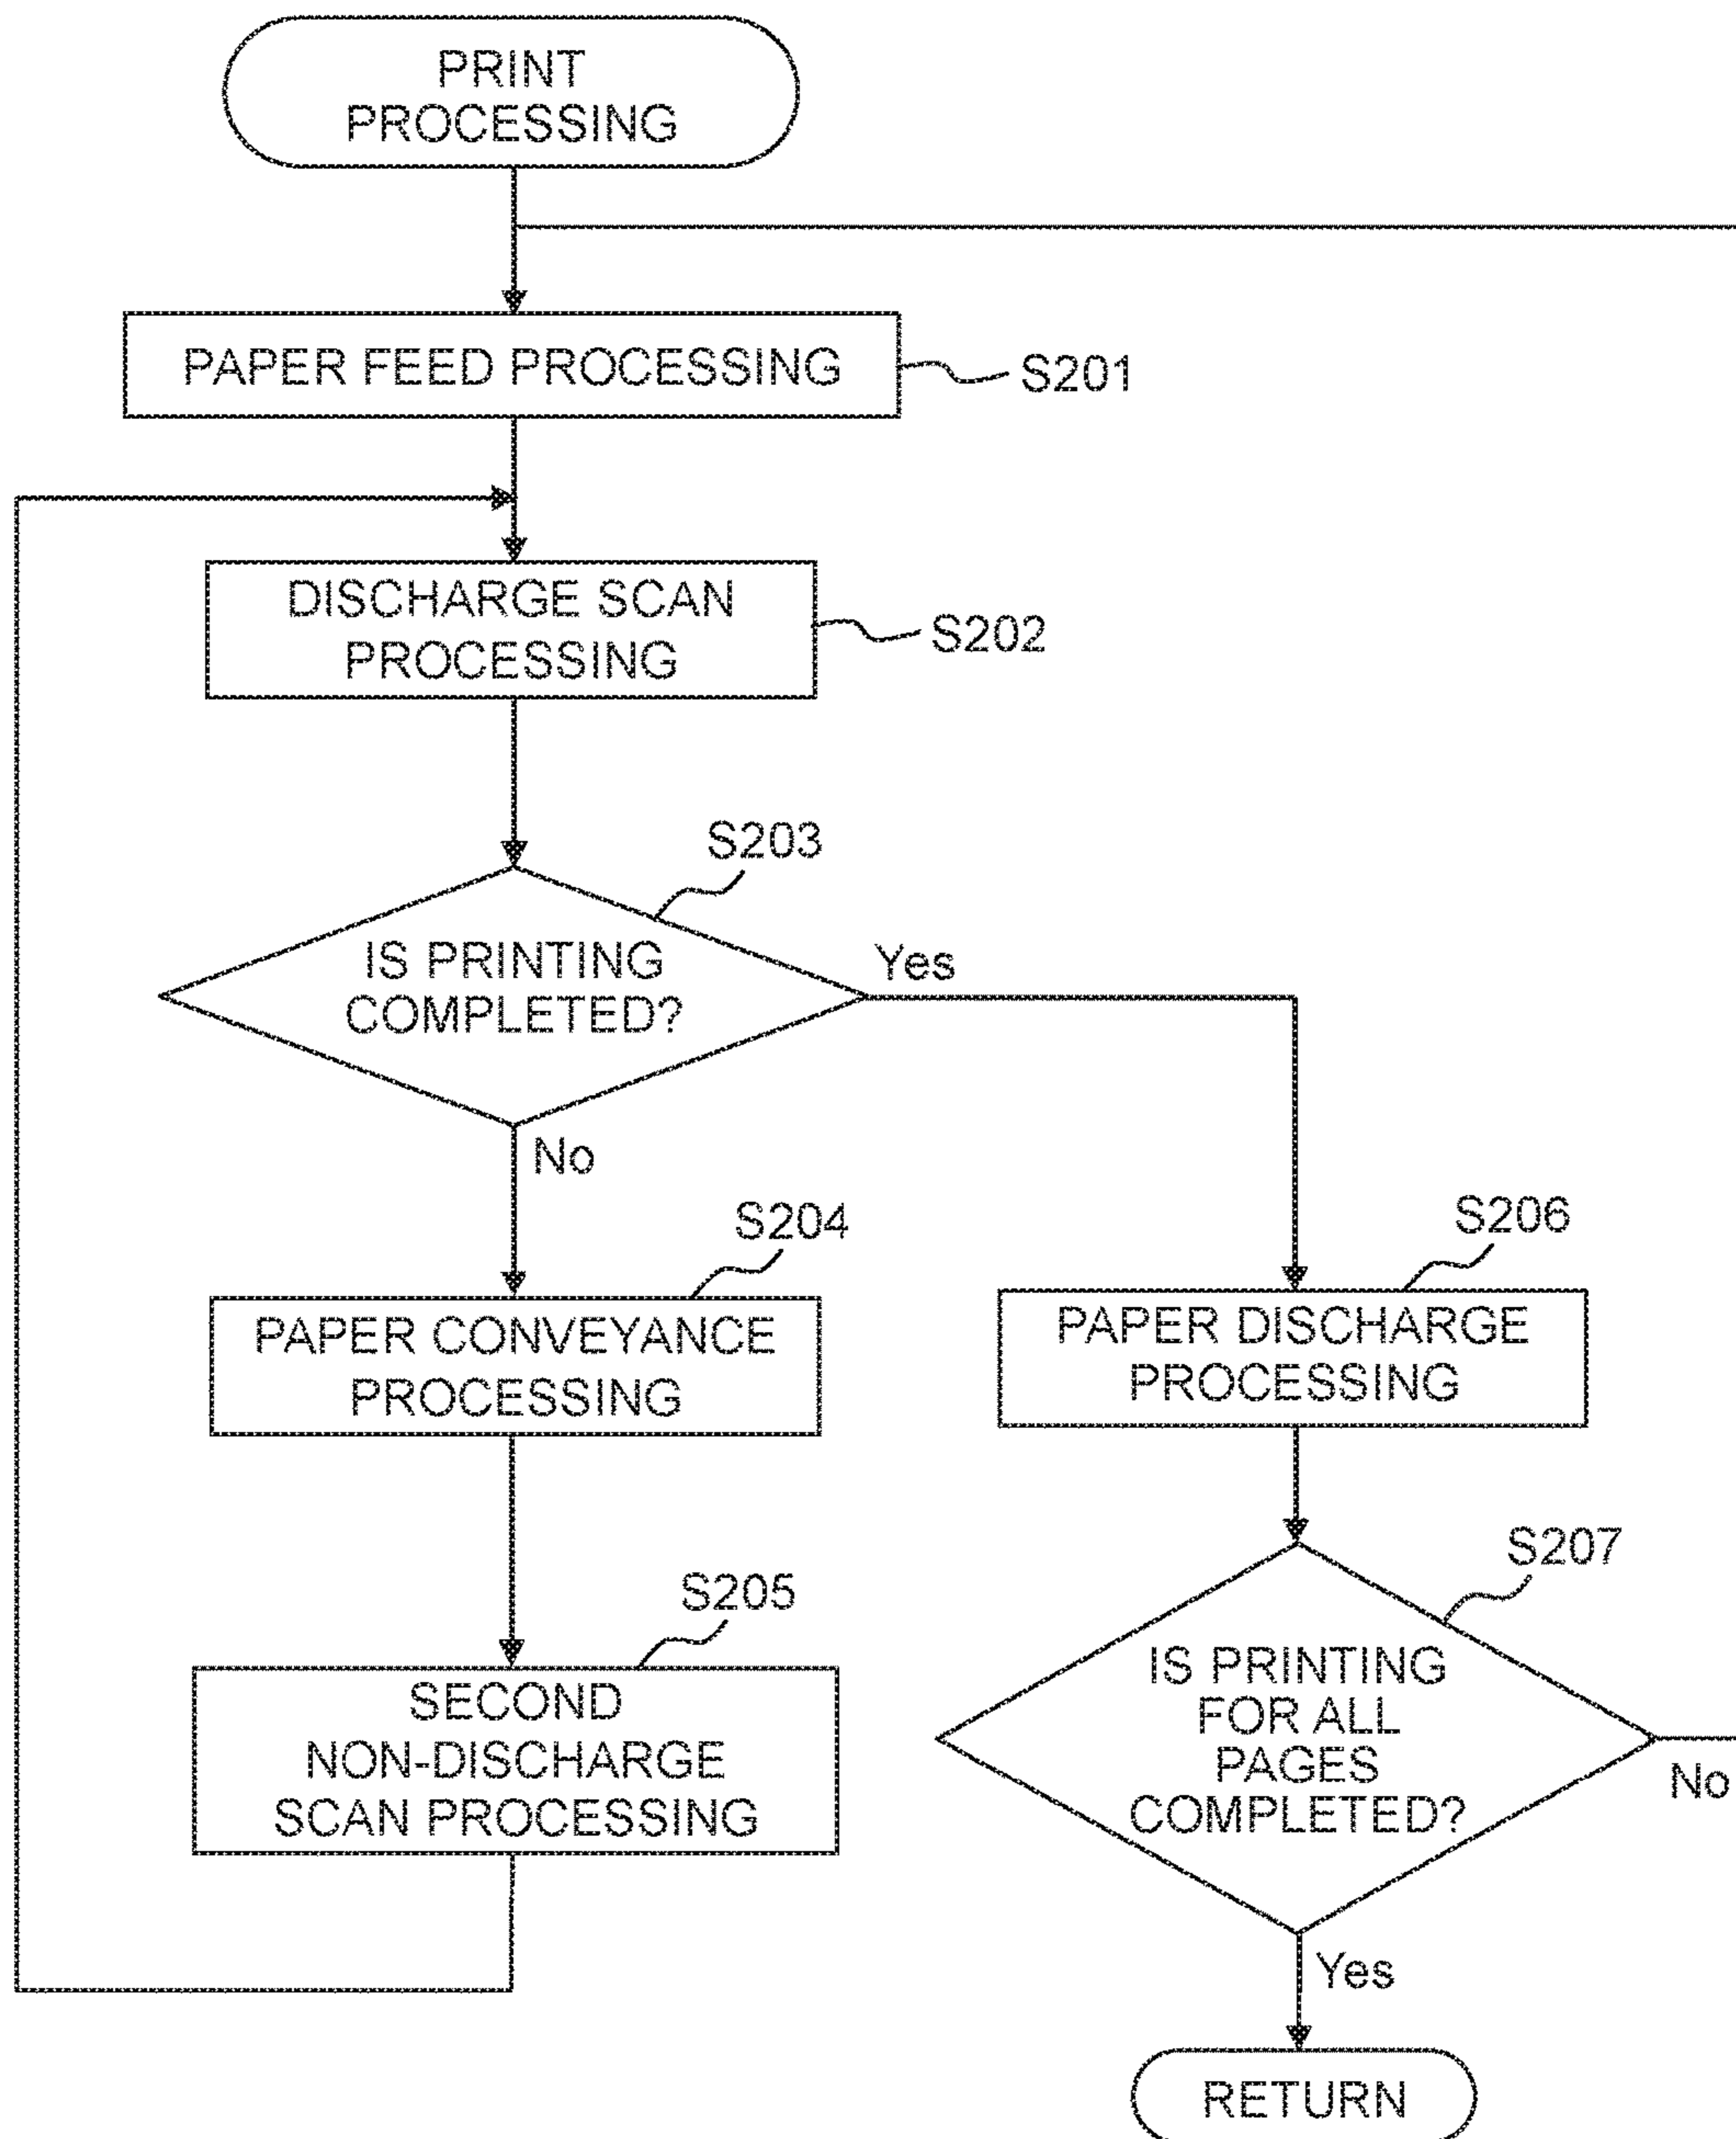 PRINT
PROCESSING
PAPER FEED PROCESSING
S201
DISCHARGE SCAN
PROCESSING
S202
S203
IS PRINTING
COMPLETED?
Yes
No
S204
PAPER CONVEYANCE
PROCESSING
S205
SECOND
NON-DISCHARGE
SCAN PROCESSING
S206
PAPER DISCHARGE
PROCESSING
S207
IS PRINTING
FOR ALL
PAGES
COMPLETED?
No
Yes
RETURN